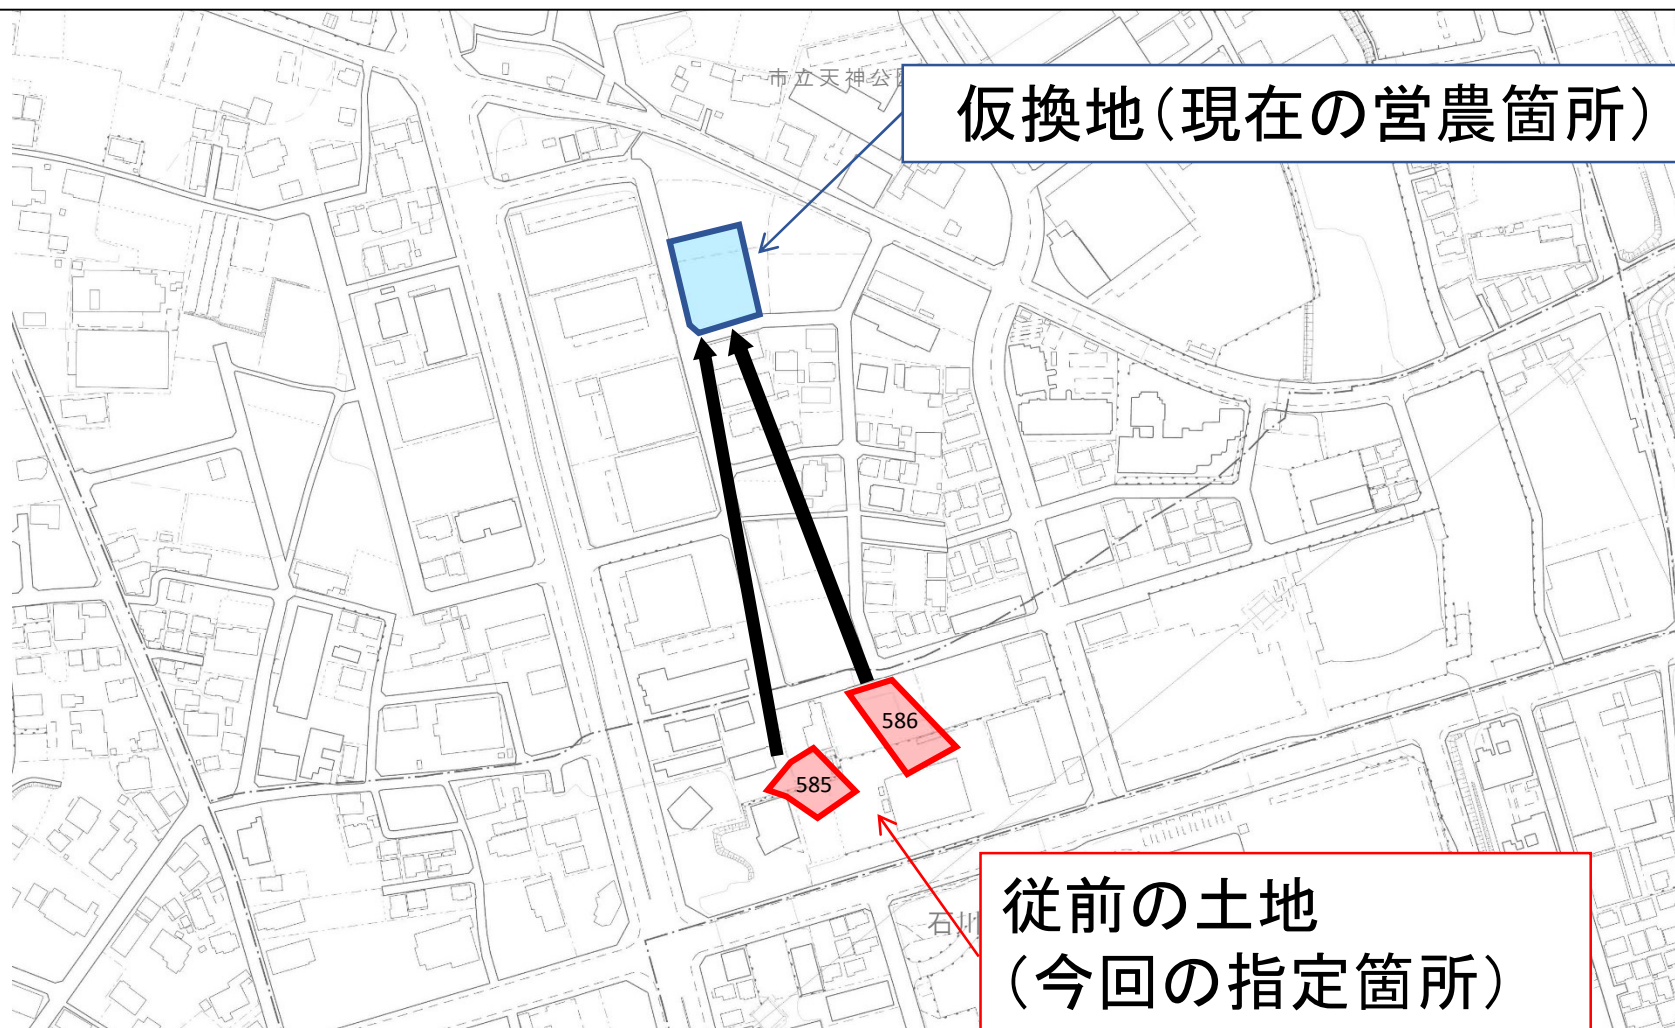 市立天神公
仮換地（現在の営農箇所）
586
585
従前の土地
（今回の指定箇所）
石川